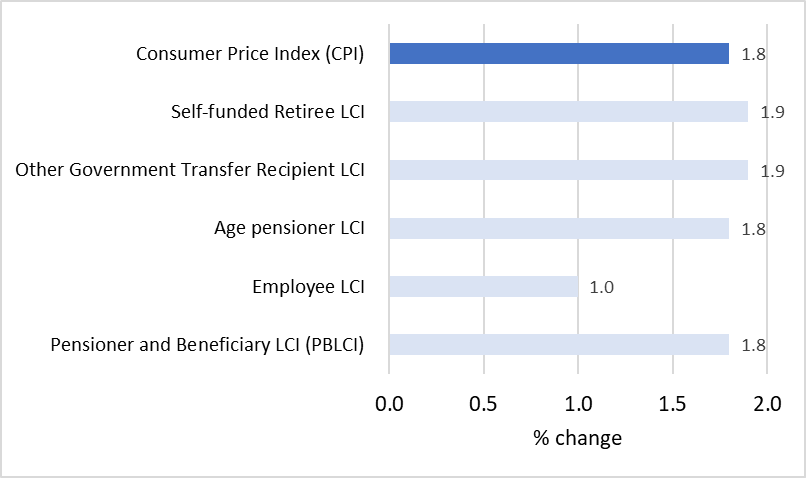 Consumer Price Index (CPI) 1.8
Self-funded Retiree LCI 1.9
Other Government Transfer Recipient LCI 1.9
Age pensioner LCI 1.8
Employee LCI 1.0
Pensioner and Beneficiary LCI (PBLCI) 1.8
0.0 0.5 1.0 1.5 2.0
% change